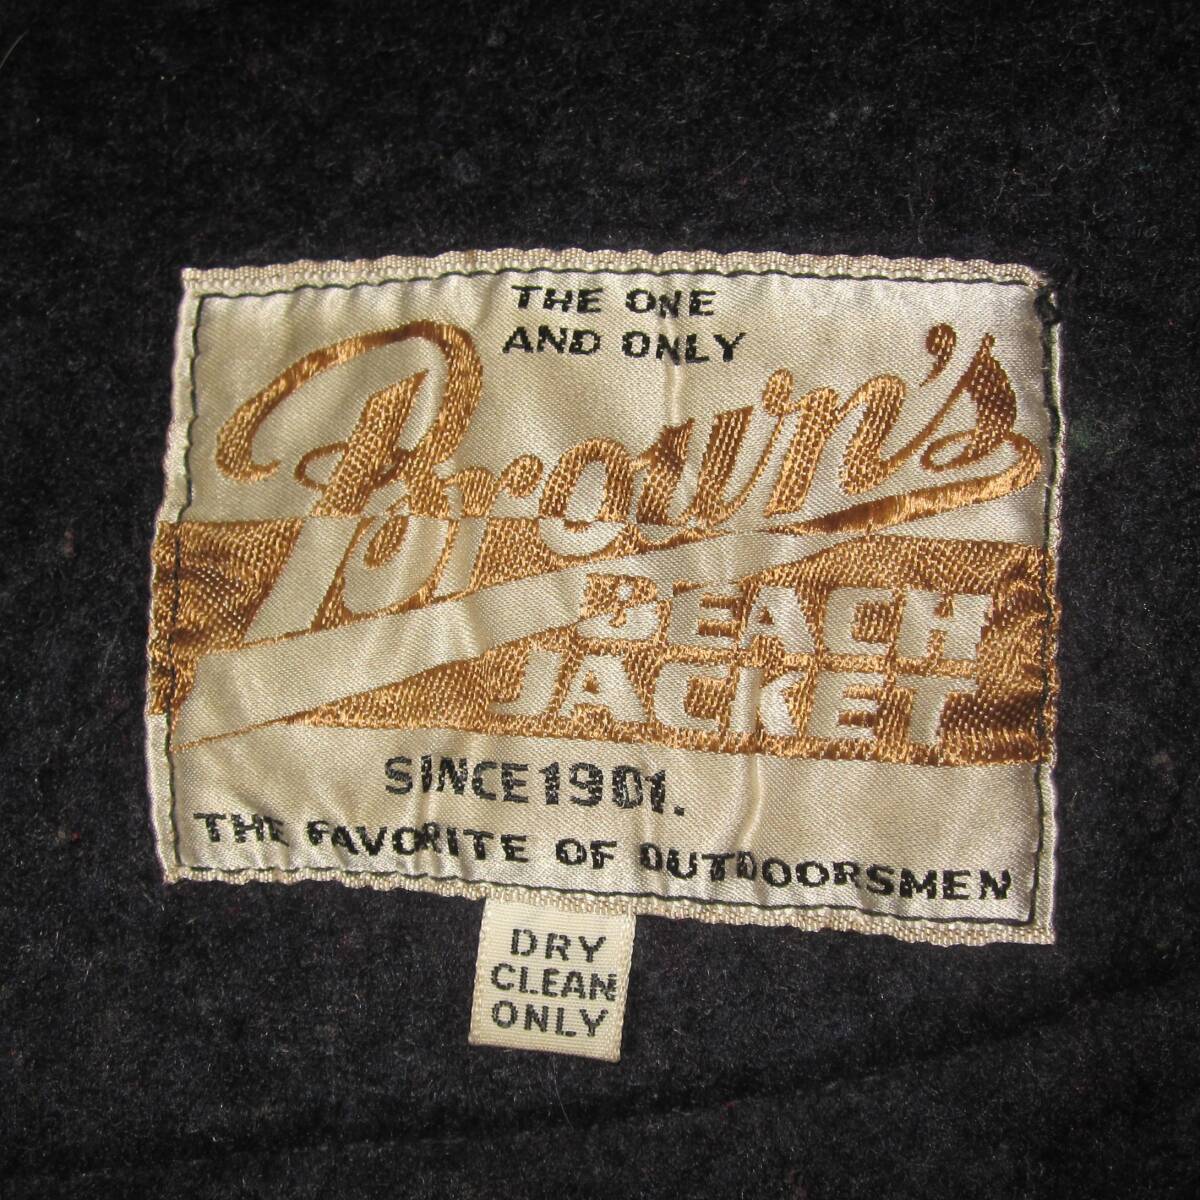 THE ONE
AND ONLY
Brown's
BEACH
JACKET
SINCE 1901.
THE FAVORITE OF OUTDOORSMEN
DRY
CLEAN
ONLY